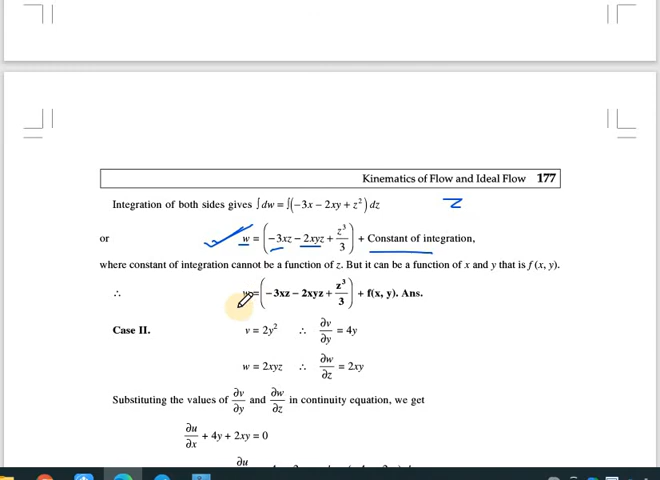 Kinematics of Flow and Ideal Flow 177
Integration of both sides gives ∫ dw = ∫(−3x − 2xy + z²) dz
z
or w = (−3xz − 2xyz + z³/3) + Constant of integration,
where constant of integration cannot be a function of z. But it can be a function of x and y that is f (x, y).
∴ w = (−3xz − 2xyz + z³/3) + f(x, y). Ans.
Case II. v = 2y² ∴ ∂v/∂y = 4y
w = 2xyz ∴ ∂w/∂z = 2xy
Substituting the values of ∂v/∂y and ∂w/∂z in continuity equation, we get
∂u/∂x + 4y + 2xy = 0
∂u